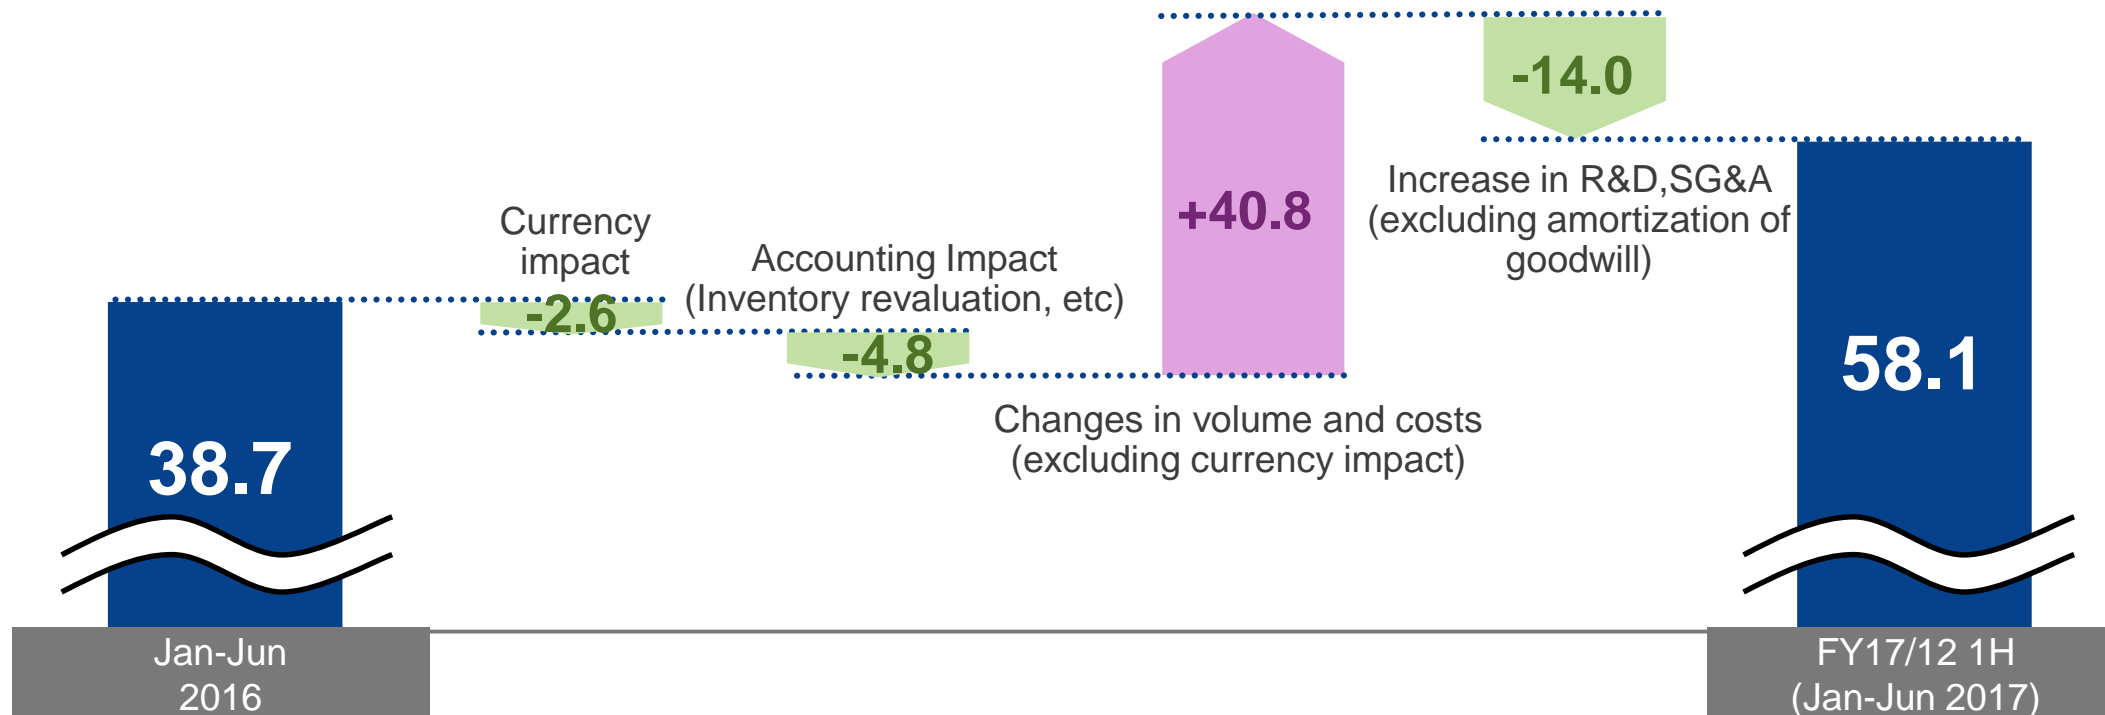 38.7
Jan-Jun
2016
Currency
impact
-2.6
Accounting Impact
(Inventory revaluation, etc)
-4.8
+40.8
Changes in volume and costs
(excluding currency impact)
-14.0
Increase in R&D,SG&A
(excluding amortization of
goodwill)
58.1
FY17/12 1H
(Jan-Jun 2017)